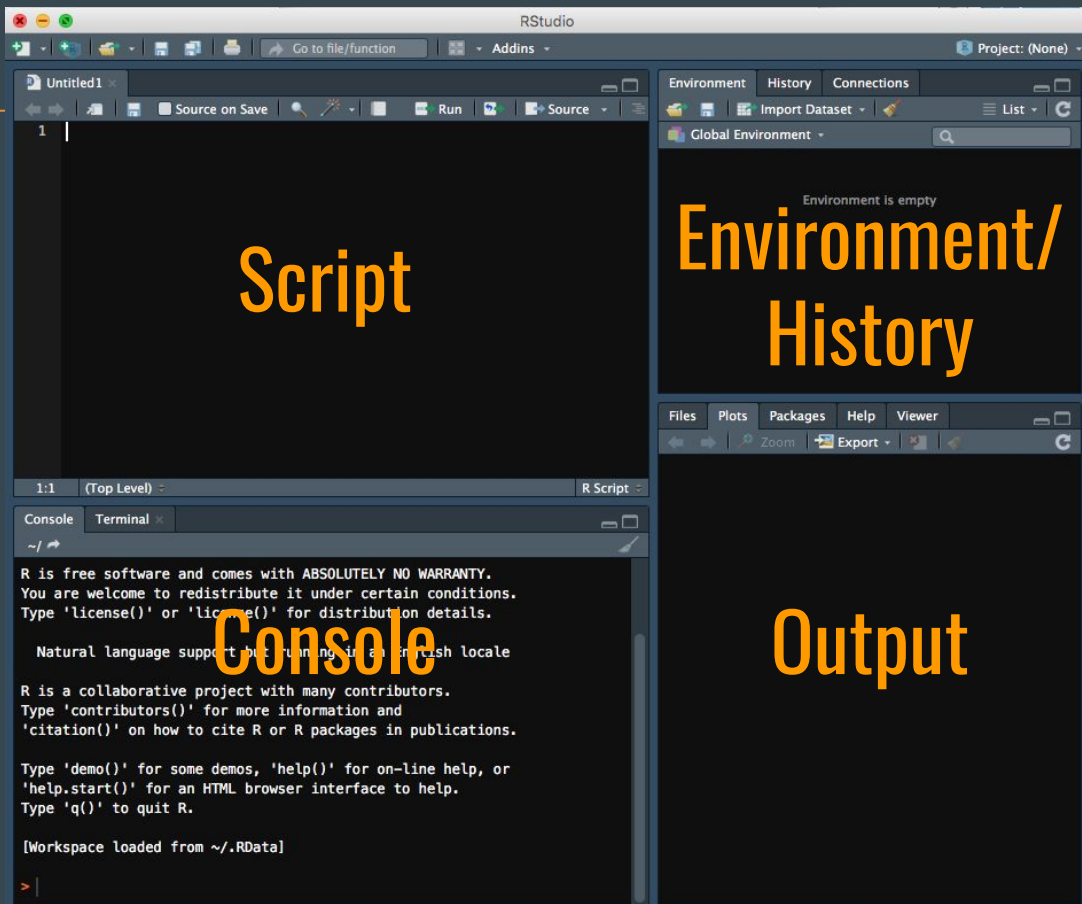 RStudio
Go to file/function
Addins
Project: (None)
Untitled1
Source on Save
Run
Source
1
Script
1:1 (Top Level) R Script
Environment History Connections
Import Dataset
List
Global Environment
Environment is empty
Environment/
History
Console Terminal
~/
R is free software and comes with ABSOLUTELY NO WARRANTY.
You are welcome to redistribute it under certain conditions.
Type 'license()' or 'licence()' for distribution details.
Natural language support but running in an English locale
R is a collaborative project with many contributors.
Type 'contributors()' for more information and
'citation()' on how to cite R or R packages in publications.
Type 'demo()' for some demos, 'help()' for on-line help, or
'help.start()' for an HTML browser interface to help.
Type 'q()' to quit R.
[Workspace loaded from ~/.RData]
>
Console
Files Plots Packages Help Viewer
Zoom Export
Output